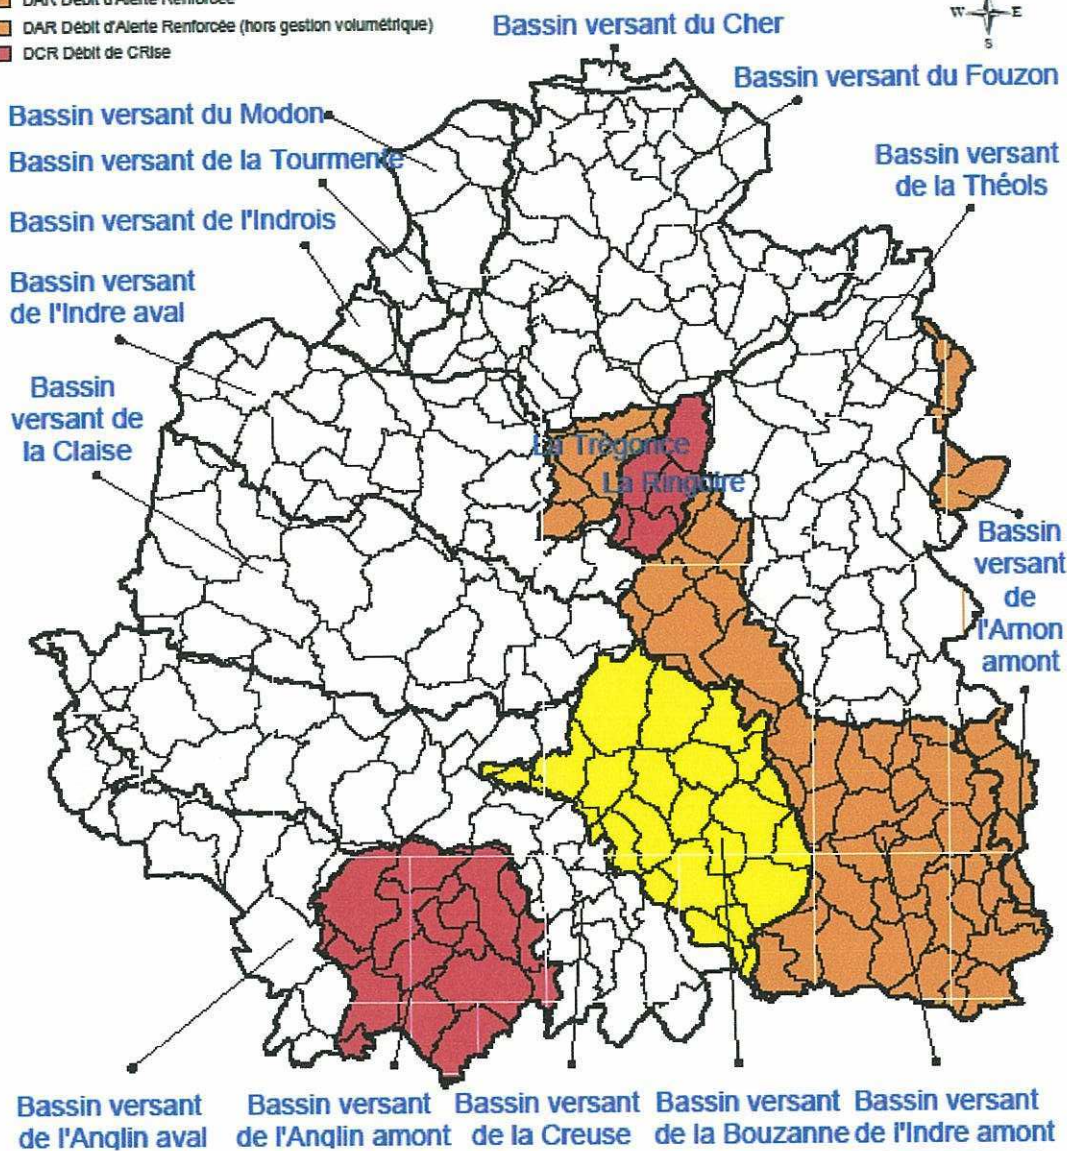 DAR Débit d'Alerte Renforcée
DAR Débit d'Alerte Renforcée (hors gestion volumétrique)
DCR Débit de CRise
W E
S
Bassin versant du Cher
Bassin versant du Fouzon
Bassin versant du Modon
Bassin versant de la Tourmente
Bassin versant
de la Théols
Bassin versant de l'Indrois
Bassin versant
de l'Indre aval
Bassin
versant de
la Claise
La Trégonce
La Ringoire
Bassin
versant
de
l'Arnon
amont
Bassin versant
de l'Anglin aval
Bassin versant
de l'Anglin amont
Bassin versant
de la Creuse
Bassin versant
de la Bouzanne
Bassin versant
de l'Indre amont